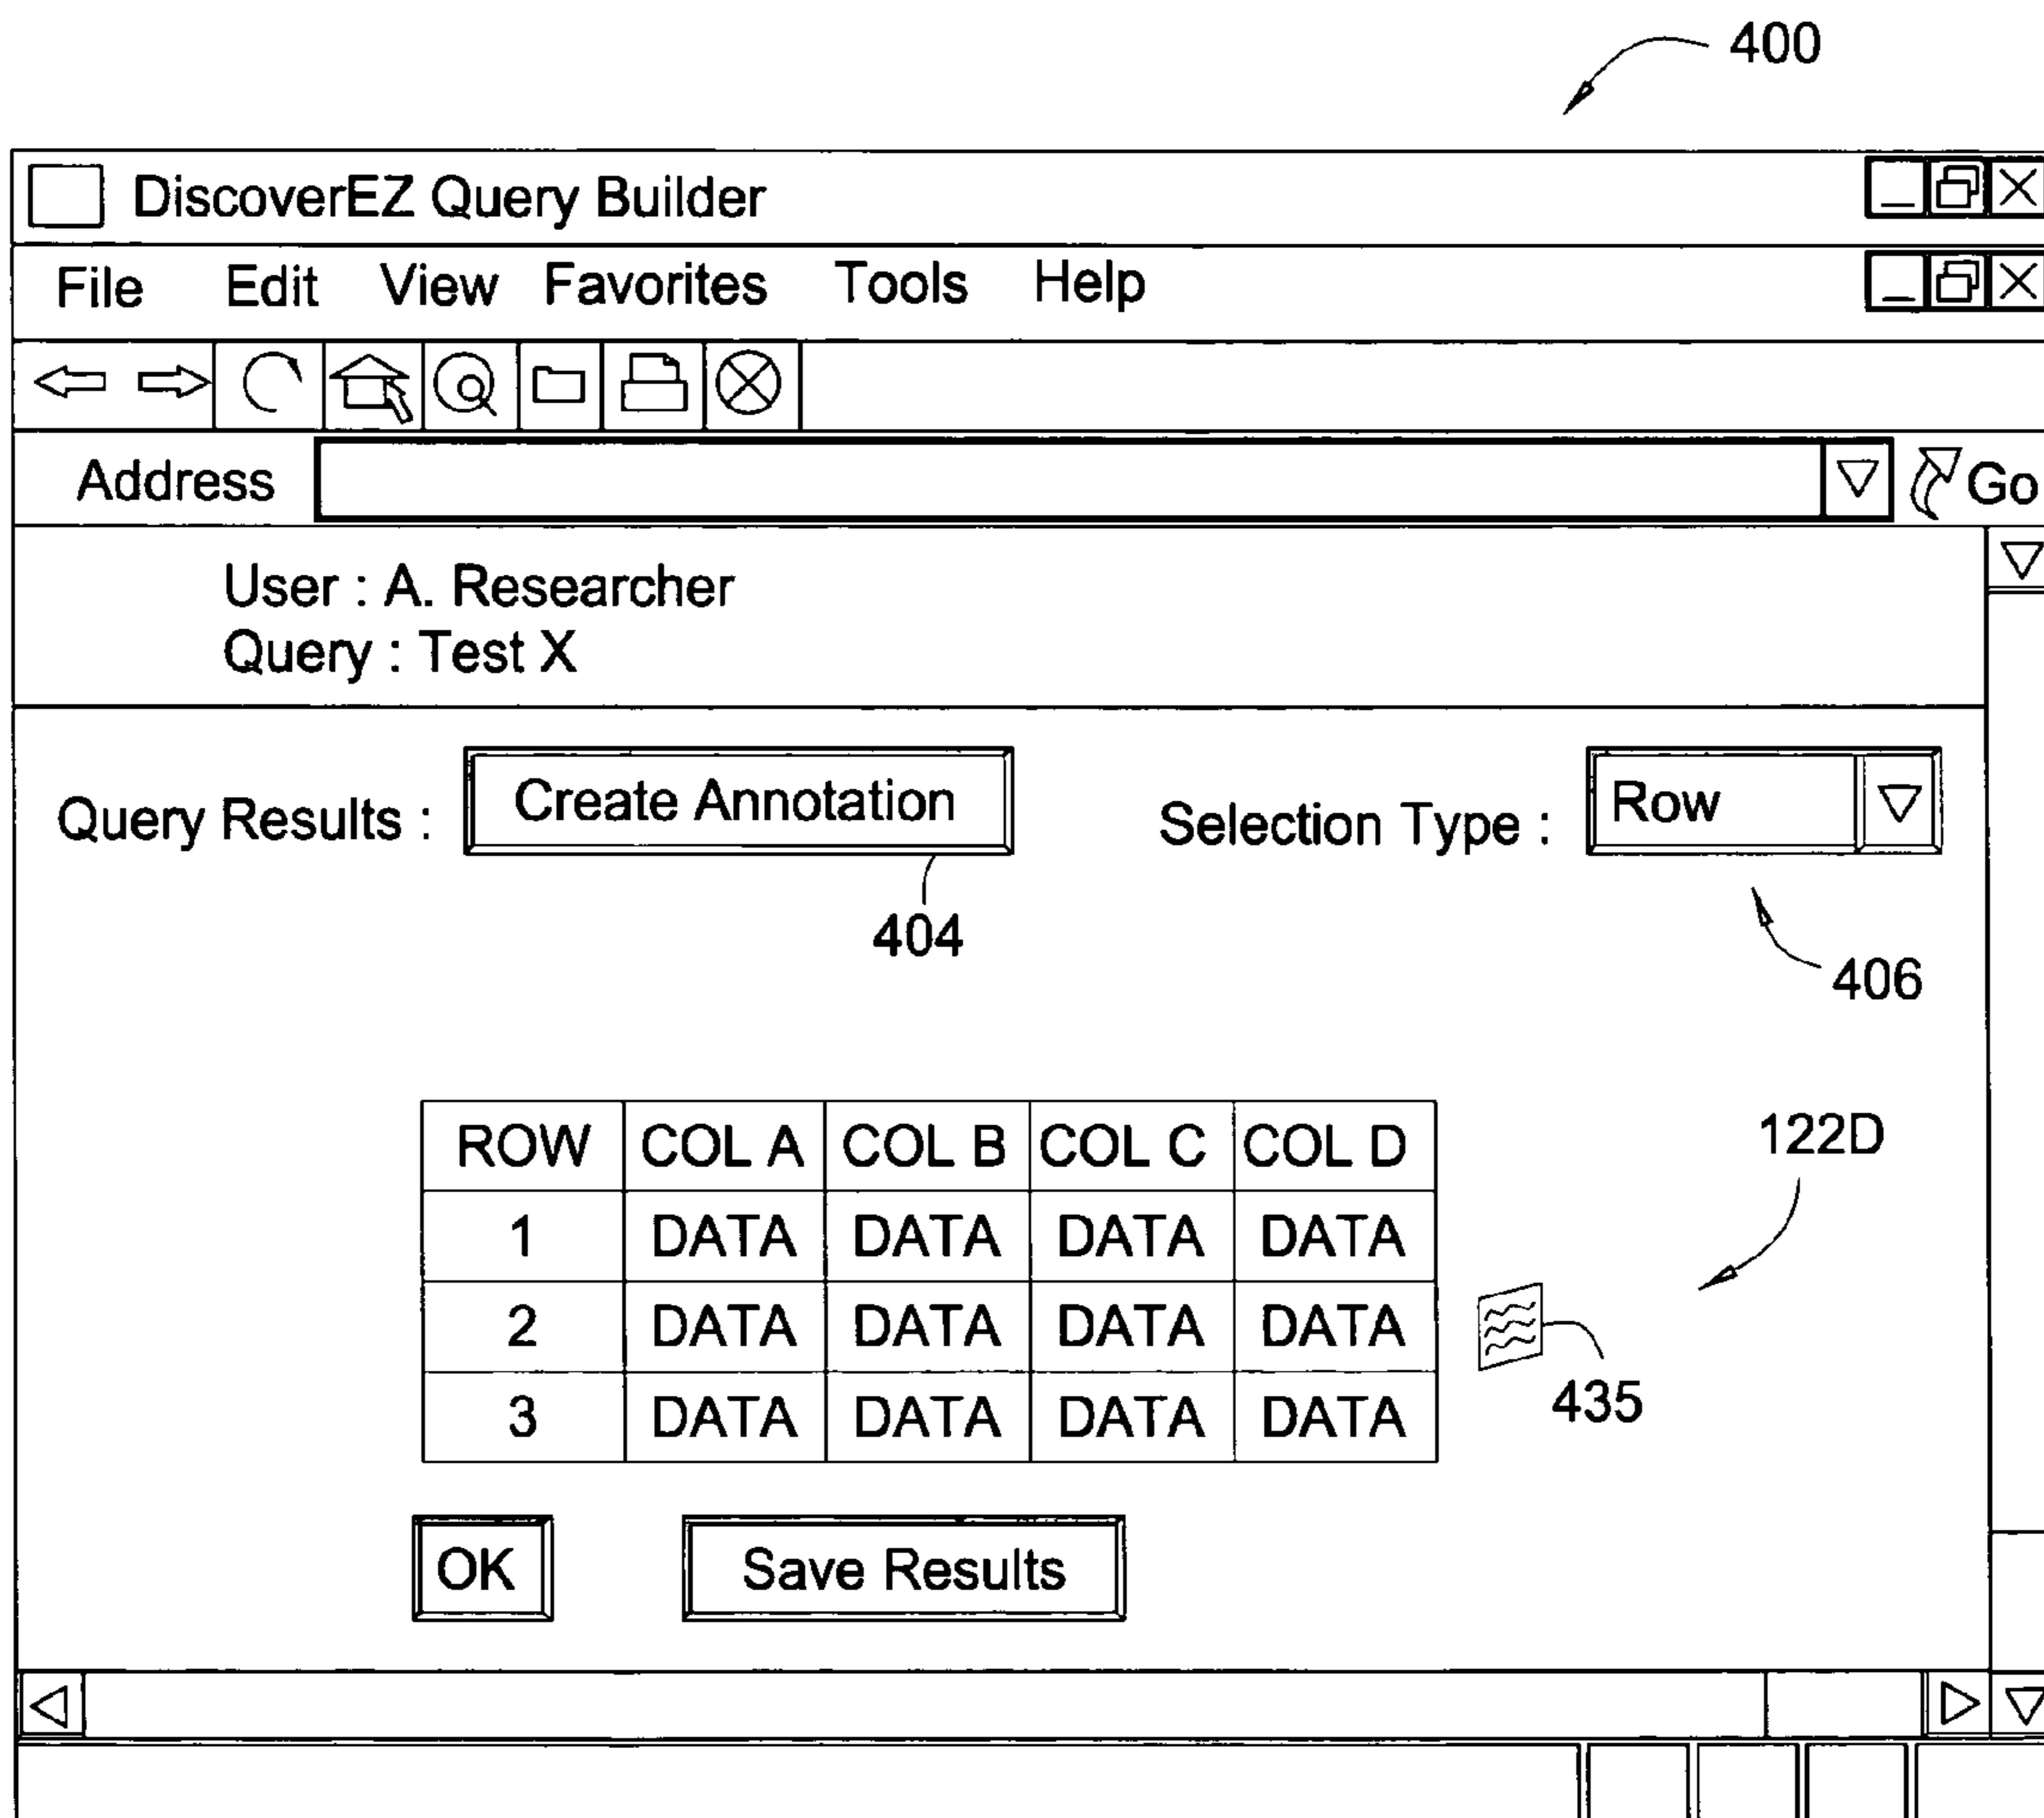 400
DiscoverEZ Query Builder
File Edit View Favorites Tools Help
Address Go
User : A. Researcher
Query : Test X
Query Results : Create Annotation Selection Type : Row
404
406
ROW COL A COL B COL C COL D
122D
1 DATA DATA DATA DATA
2 DATA DATA DATA DATA
435
3 DATA DATA DATA DATA
OK Save Results